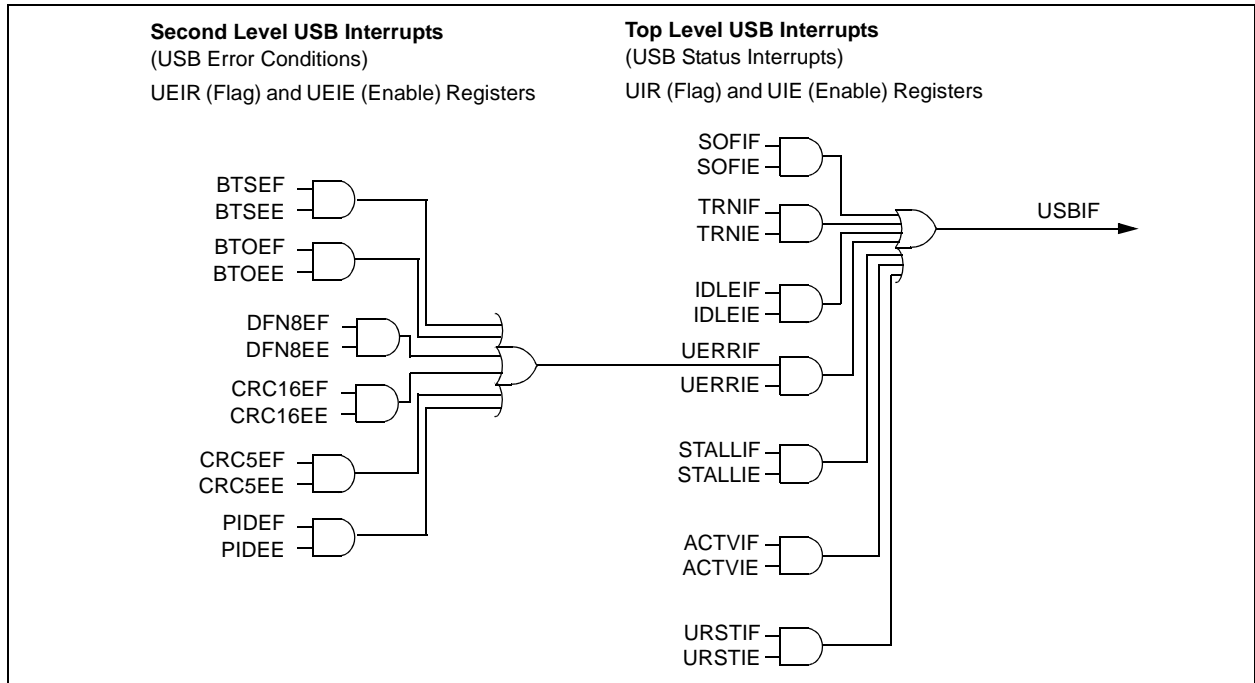 Second Level USB Interrupts
(USB Error Conditions)
UEIR (Flag) and UEIE (Enable) Registers
Top Level USB Interrupts
(USB Status Interrupts)
UIR (Flag) and UIE (Enable) Registers
BTSEF
BTSEE
BTOEF
BTOEE
DFN8EF
DFN8EE
CRC16EF
CRC16EE
CRC5EF
CRC5EE
PIDEF
PIDEE
SOFIF
SOFIE
TRNIF
TRNIE
IDLEIF
IDLEIE
UERRIF
UERRIE
STALLIF
STALLIE
ACTVIF
ACTVIE
URSTIF
URSTIE
USBIF